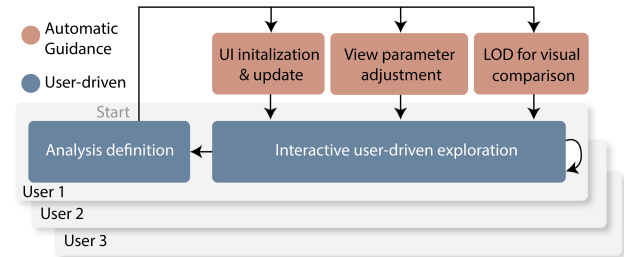 Automatic
Guidance
User-driven
UI initalization
& update
View parameter
adjustment
LOD for visual
comparison
Start
Analysis definition
Interactive user-driven exploration
User 1
User 2
User 3